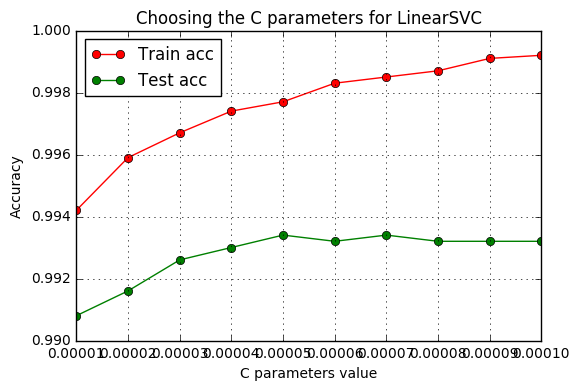 Choosing the C parameters for LinearSVC
1.000
0.998
0.996
0.994
0.992
0.990
Accuracy
Train acc
Test acc
0.00001 0.00002 0.00003 0.00004 0.00005 0.00006 0.00007 0.00008 0.00009 0.00010
C parameters value